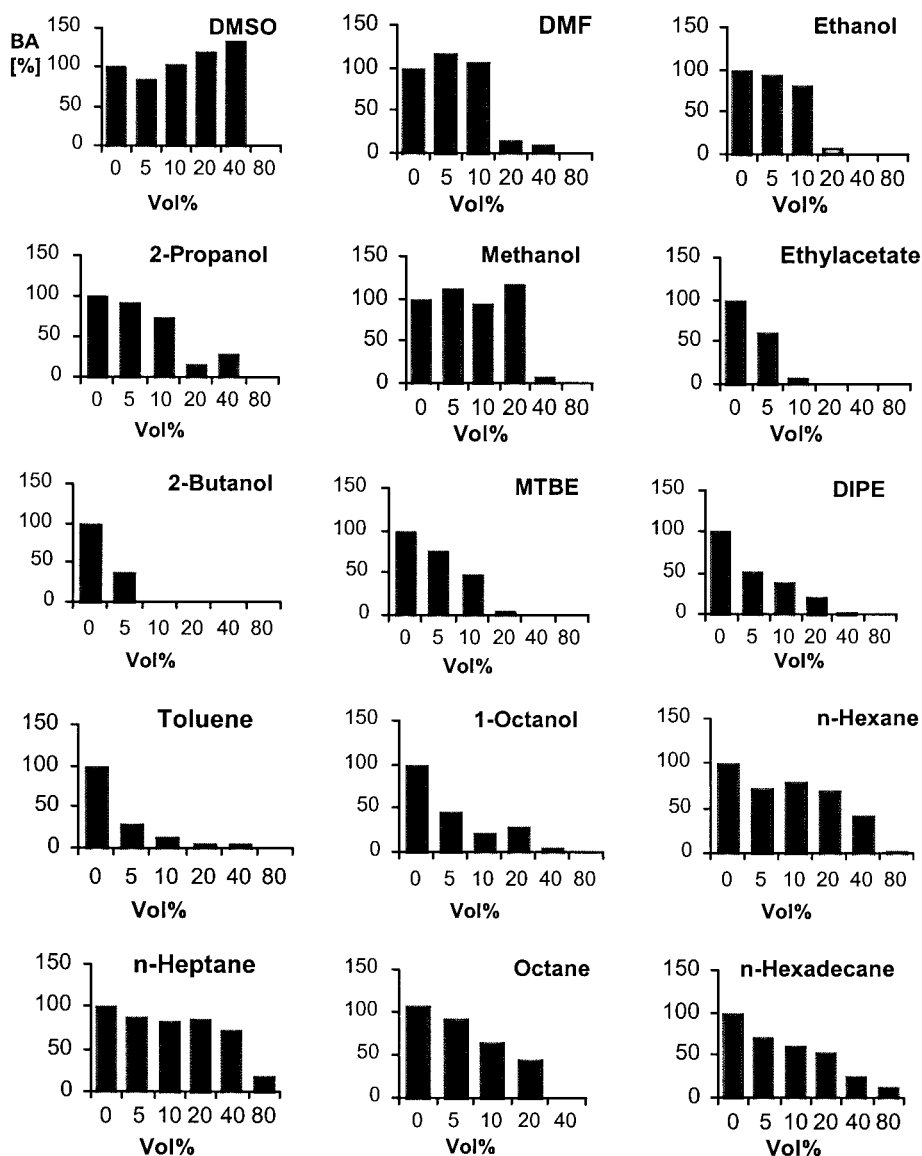 BA
[%]
DMSO
150
100
50
0
0 5 10 20 40 80
Vol%
DMF
150
100
50
0
0 5 10 20 40 80
Vol%
Ethanol
150
100
50
0
0 5 10 20 40 80
Vol%
2-Propanol
150
100
50
0
0 5 10 20 40 80
Vol%
Methanol
150
100
50
0
0 5 10 20 40 80
Vol%
Ethylacetate
150
100
50
0
0 5 10 20 40 80
Vol%
2-Butanol
150
100
50
0
0 5 10 20 40 80
Vol%
MTBE
150
100
50
0
0 5 10 20 40 80
Vol%
DIPE
150
100
50
0
0 5 10 20 40 80
Vol%
Toluene
150
100
50
0
0 5 10 20 40 80
Vol%
1-Octanol
150
100
50
0
0 5 10 20 40 80
Vol%
n-Hexane
150
100
50
0
0 5 10 20 40 80
Vol%
n-Heptane
150
100
50
0
0 5 10 20 40 80
Vol%
Octane
150
100
50
0
0 5 10 20 40
Vol%
n-Hexadecane
150
100
50
0
0 5 10 20 40 80
Vol%